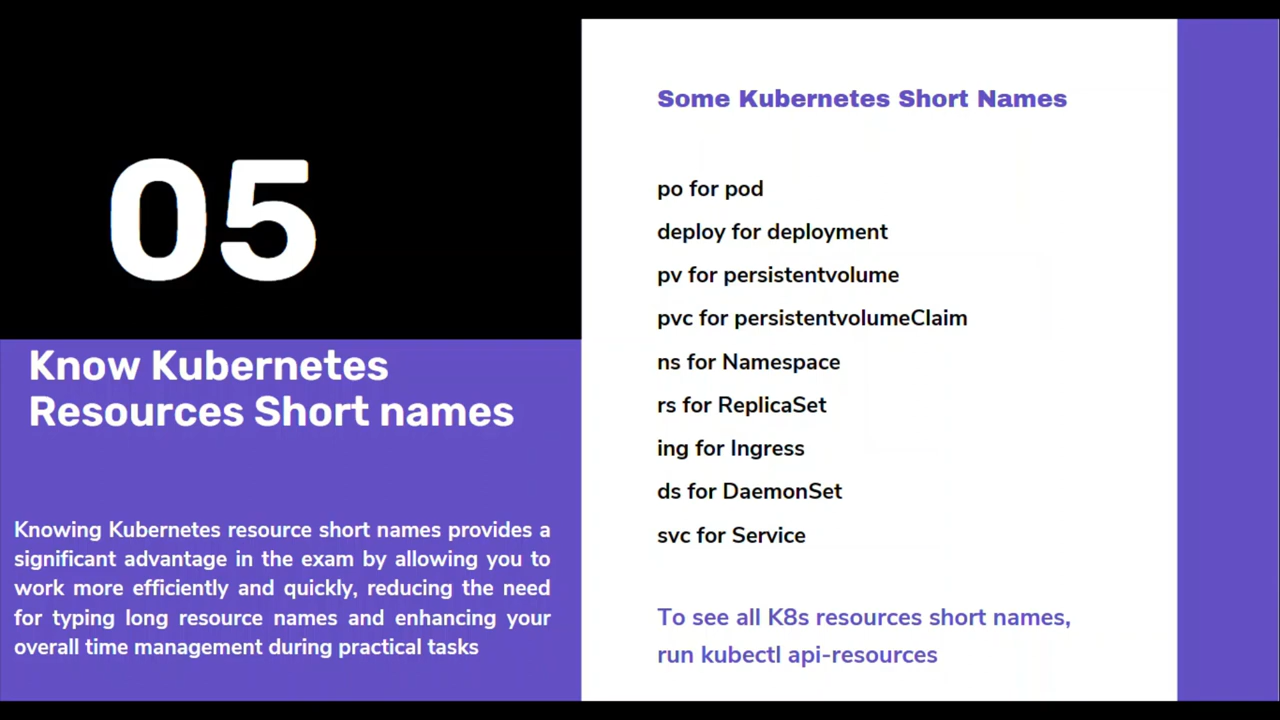 05
Know Kubernetes
Resources Short names
Knowing Kubernetes resource short names provides a
significant advantage in the exam by allowing you to
work more efficiently and quickly, reducing the need
for typing long resource names and enhancing your
overall time management during practical tasks
Some Kubernetes Short Names
po for pod
deploy for deployment
pv for persistentvolume
pvc for persistentvolumeClaim
ns for Namespace
rs for ReplicaSet
ing for Ingress
ds for DaemonSet
svc for Service
To see all K8s resources short names,
run kubectl api-resources